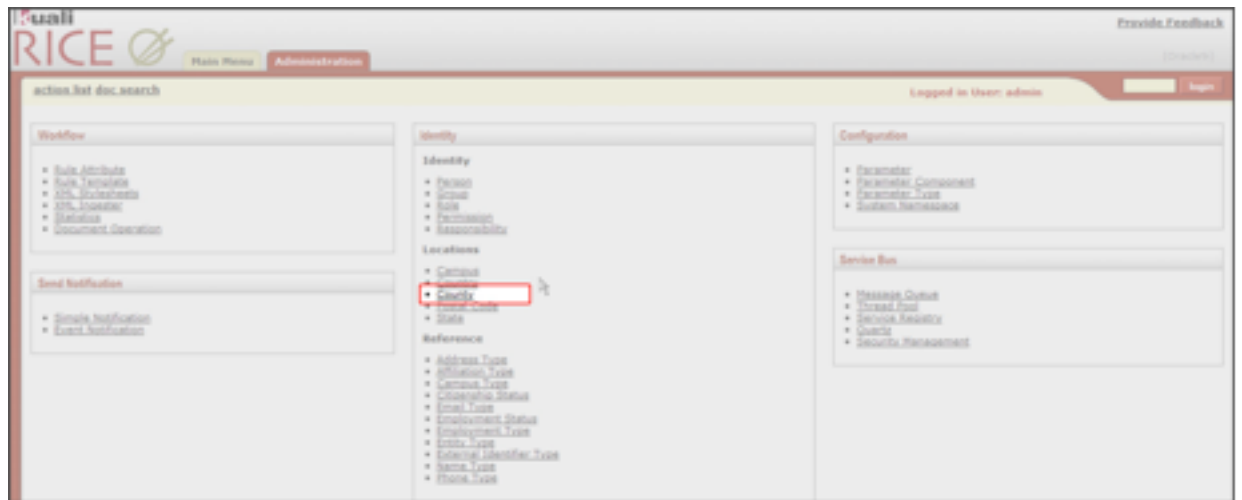 kuali
RICE
Provide Feedback
Main Menu
Administration
action list doc search
Logged in User: admin
login
Workflow
Rule Attribute
Rule Template
XML Stylesheets
XML Ingester
Statistics
Document Operation
Send Notification
Simple Notification
Event Notification
Identity
Identity
Person
Group
Role
Permission
Responsibility
Locations
Campus
Country
County
Postal Code
State
Reference
Address Type
Affiliation Type
Campus Type
Citizenship Status
Email Type
Employment Status
Employment Type
Entity Type
External Identifier Type
Name Type
Phone Type
Configuration
Parameter
Parameter Component
Parameter Type
System Namespace
Service Bus
Message Queue
Thread Pool
Service Registry
Quartz
Security Management